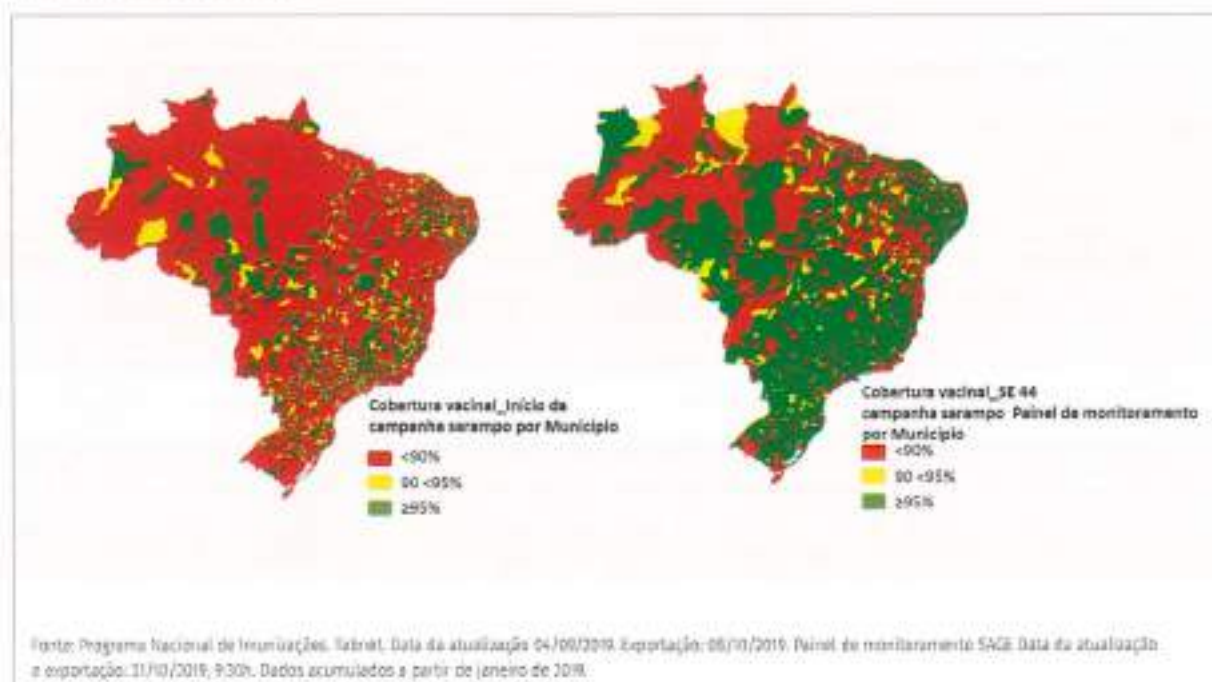 Cobertura vacinal_Início da
campanha sarampo por Município
<90%
90 <95%
≥95%
Cobertura vacinal_SE 44
campanha sarampo Painel de monitoramento
por Município
<90%
90 <95%
≥95%
Fonte: Programa Nacional de Imunizações. Tabnet. Data da atualização 04/09/2019. Exportação: 08/10/2019. Painel de monitoramento SAGE Data da atualização
e exportação: 31/10/2019, 9:30h. Dados acumulados a partir de janeiro de 2019.